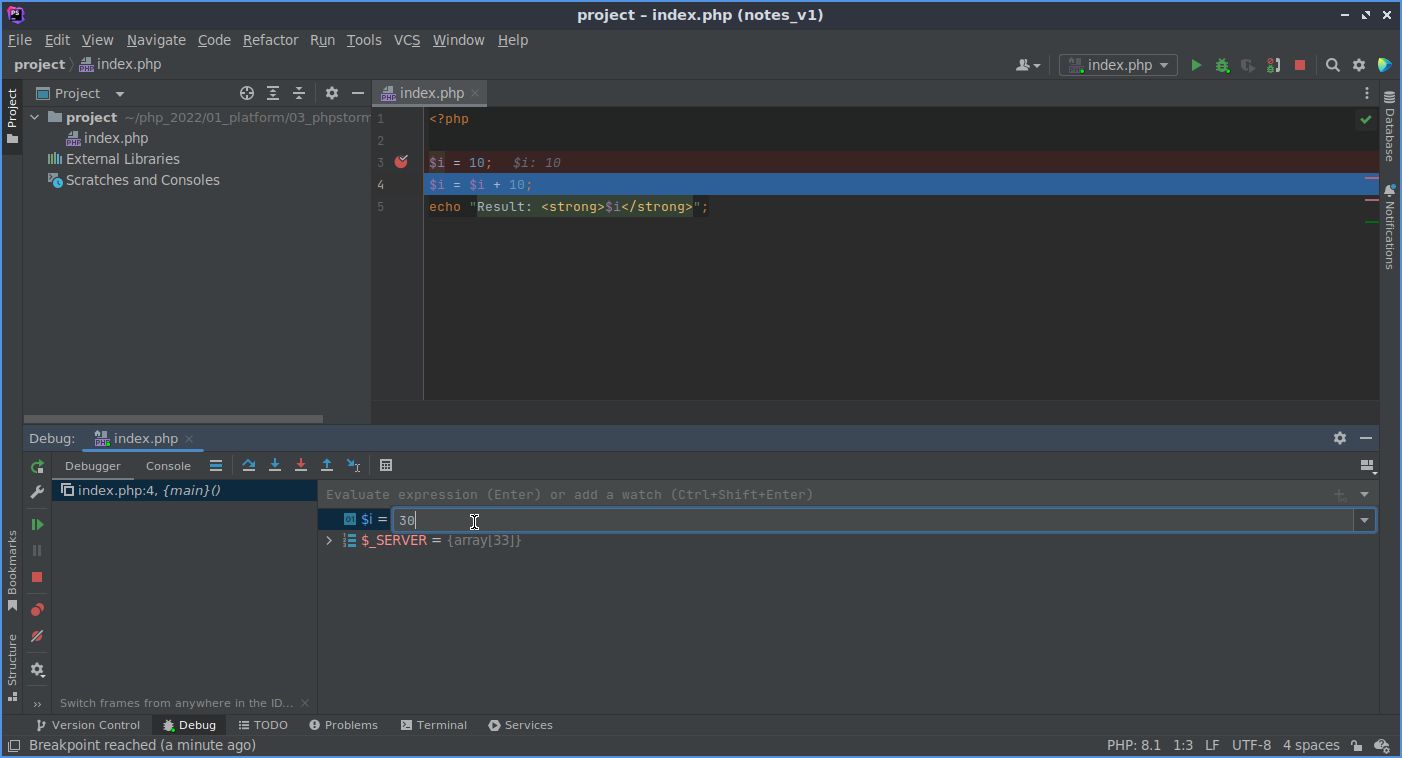 project – index.php (notes_v1)
File Edit View Navigate Code Refactor Run Tools VCS Window Help
project index.php
index.php
Project
Project
project ~/php_2022/01_platform/03_phpstorm
index.php
External Libraries
Scratches and Consoles
index.php
1 <?php
2
3 $i = 10; $i: 10
4 $i = $i + 10;
5 echo "Result: <strong>$i</strong>";
Database
Notifications
Debug: index.php
Debugger Console
index.php:4, {main}()
Evaluate expression (Enter) or add a watch (Ctrl+Shift+Enter)
$i = 30
$_SERVER = {array[33]}
Bookmarks
Structure
Switch frames from anywhere in the ID...
Version Control Debug TODO Problems Terminal Services
Breakpoint reached (a minute ago)
PHP: 8.1 1:3 LF UTF-8 4 spaces